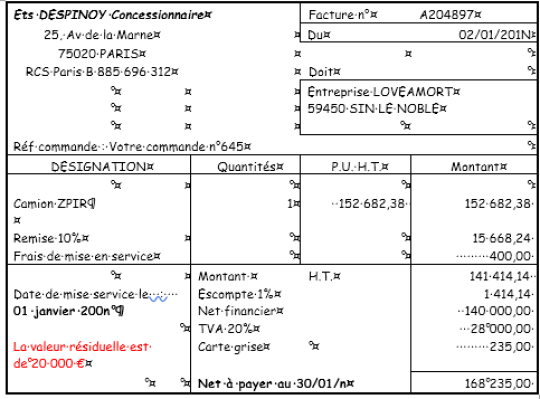 Ets DESPINOY Concessionnaire Facture n° A204897
25, Av de la Marne Du 02/01/201N
75020 PARIS
RCS Paris B 885 696 312 Doit
Entreprise LOVEAMORT
59450 SIN LE NOBLE
Réf commande : Votre commande n°645
DÉSIGNATION Quantités P.U. H.T. Montant
Camion ZPIR 1 152 682,38 152 682,38
Remise 10% 15 668,24
Frais de mise en service 400,00
Montant H.T. 141 414,14
Date de mise service le Escompte 1% 1 414,14
01 janvier 200n Net financier 140 000,00
TVA 20% 28 000,00
La valeur résiduelle est Carte grise 235,00
de 20 000 €
Net à payer au 30/01/n 168 235,00